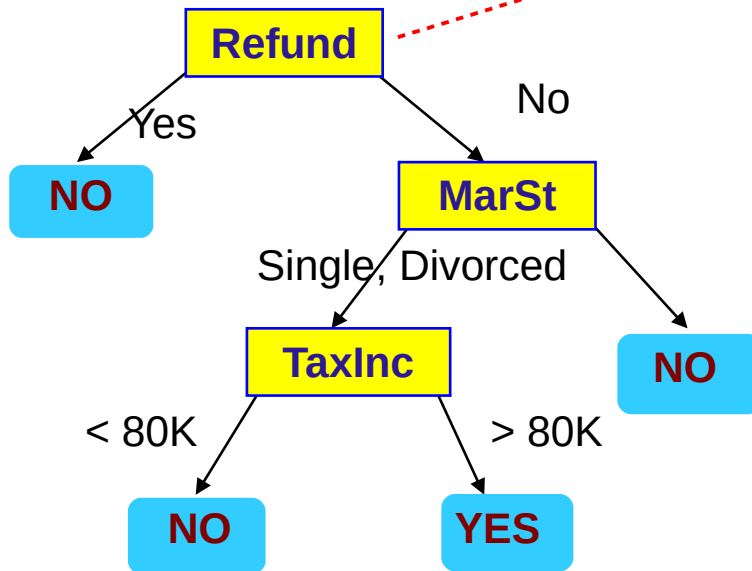 Refund
Yes
No
NO
MarSt
Single, Divorced
TaxInc
NO
< 80K
> 80K
NO
YES